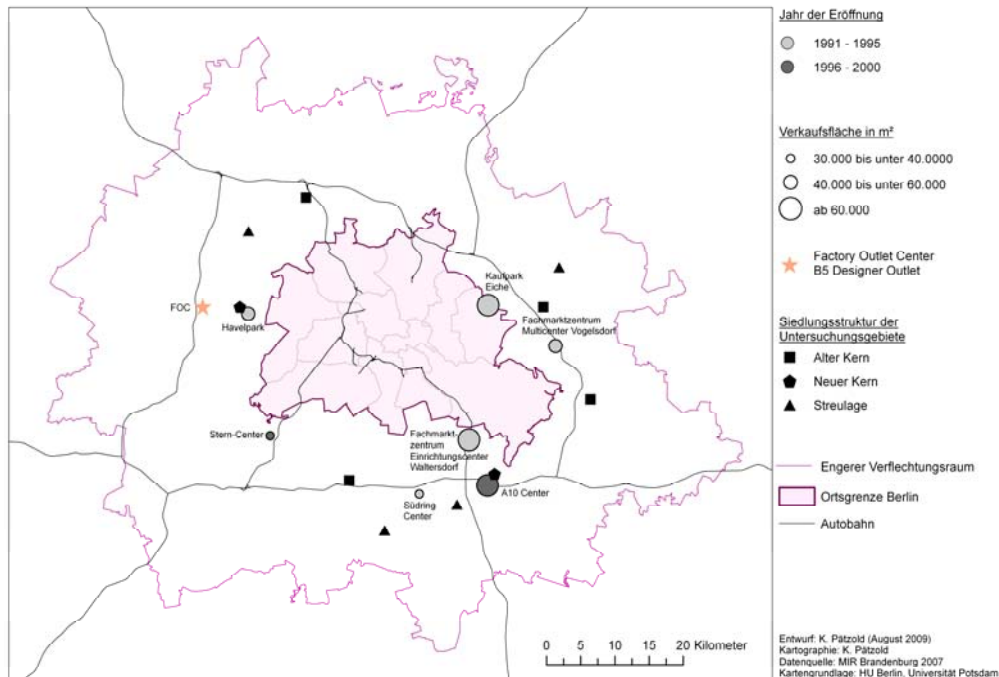 Jahr der Eröffnung
1991 - 1995
1996 - 2000
Verkaufsfläche in m²
30.000 bis unter 40.0000
40.000 bis unter 60.000
ab 60.000
Factory Outlet Center
B5 Designer Outlet
Siedlungsstruktur der
Untersuchungsgebiete
Alter Kern
Neuer Kern
Streulage
Engerer Verflechtungsraum
Ortsgrenze Berlin
Autobahn
Kaufpark
Eiche
FOC
Havelpark
Fachmarktzentrum
Multicenter Vogelsdorf
Stern-Center
Fachmarkt-
zentrum
Einrichtungscenter
Waltersdorf
A10 Center
Südring
Center
0 5 10 15 20 Kilometer
Entwurf: K. Pätzold (August 2009)
Kartographie: K. Pätzold
Datenquelle: MIR Brandenburg 2007
Kartengrundlage: HU Berlin, Universität Potsdam